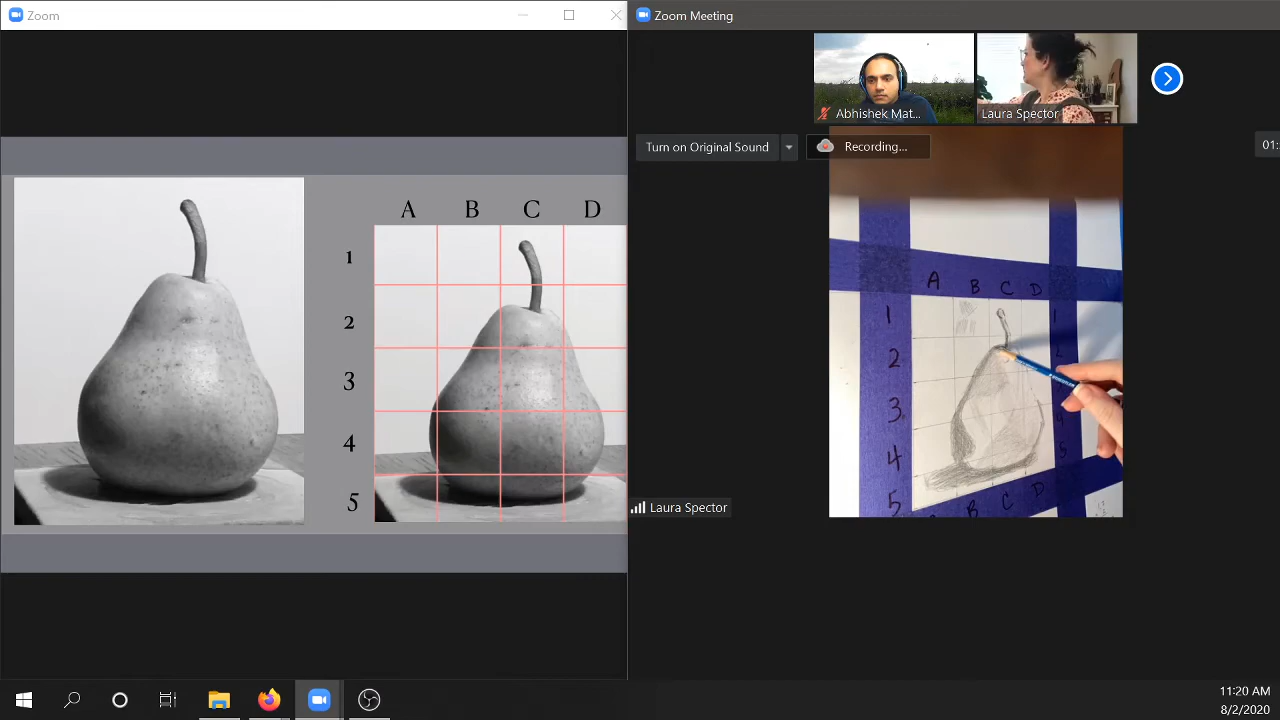 Zoom
Zoom Meeting
Abhishek Mat...
Laura Spector
Turn on Original Sound
Recording...
01:
A B C D
1
2
3
4
5
A B C D
1
2
3
4
5
B C D
Laura Spector
11:20 AM
8/2/2020